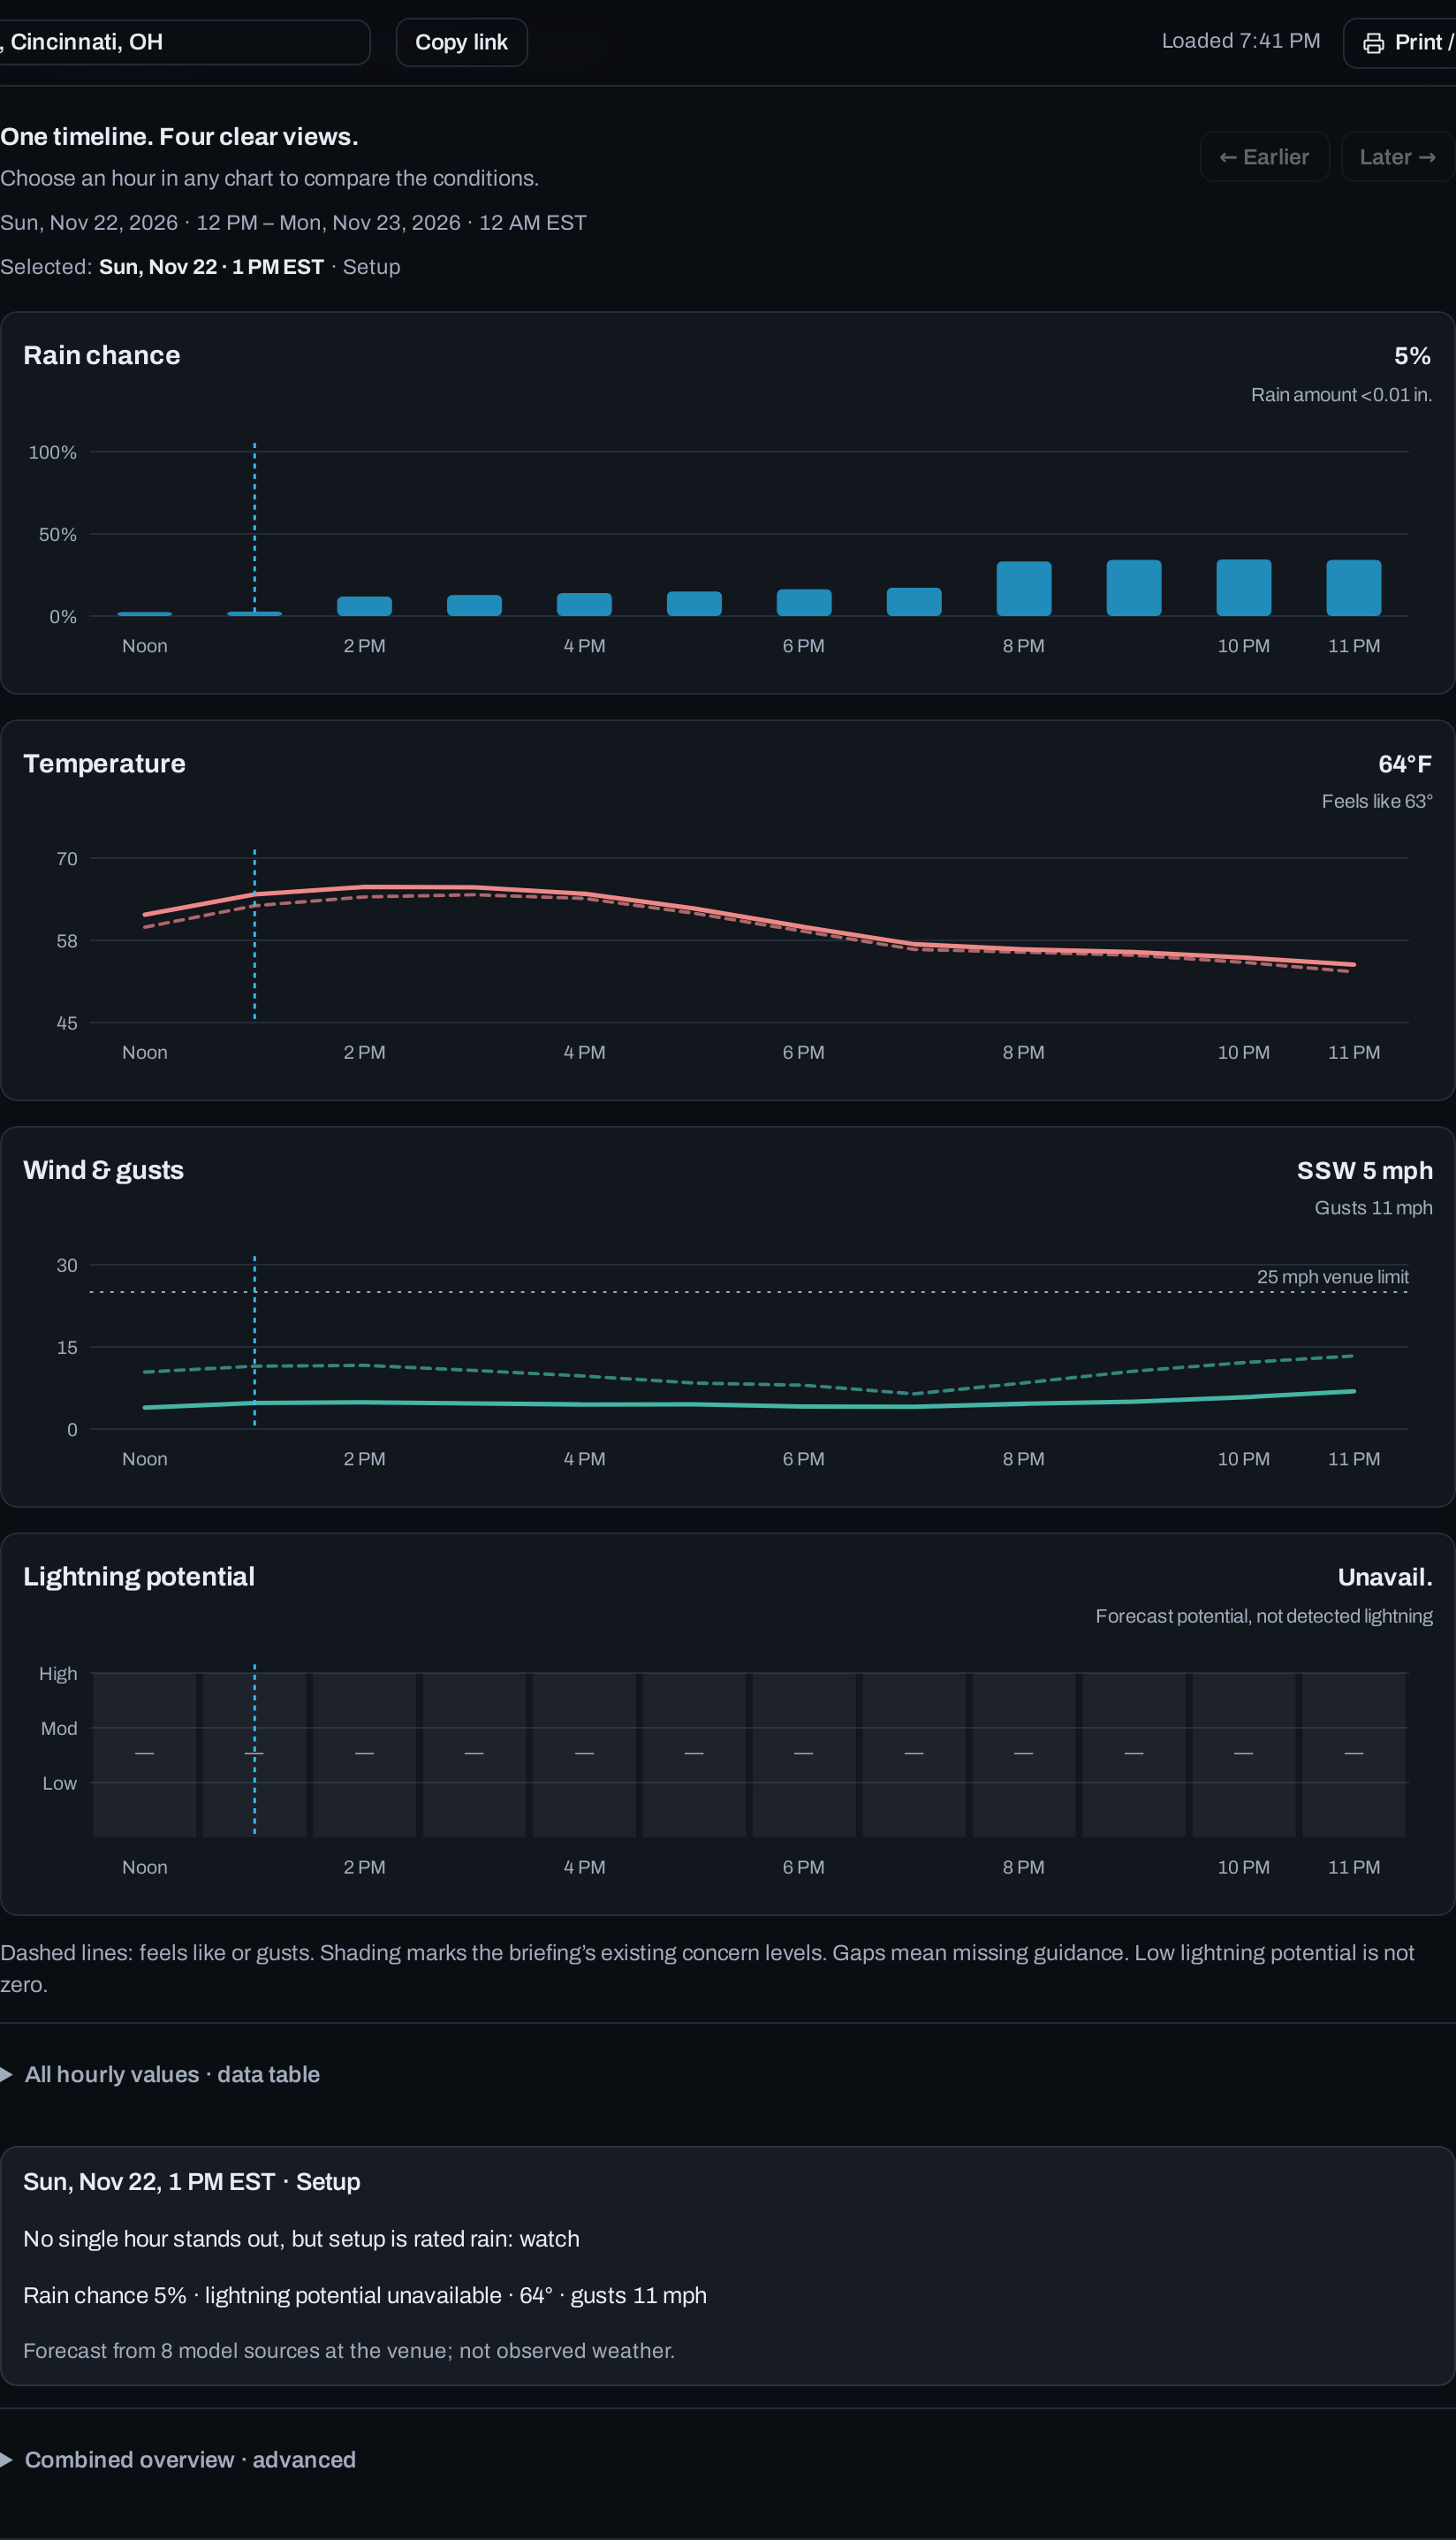 , Cincinnati, OH
Copy link
Loaded 7:41 PM
Print /
One timeline. Four clear views.
Choose an hour in any chart to compare the conditions.
← Earlier
Later →
Sun, Nov 22, 2026 · 12 PM – Mon, Nov 23, 2026 · 12 AM EST
Selected: Sun, Nov 22 · 1 PM EST · Setup
Rain chance
5%
Rain amount <0.01 in.
100%
50%
0%
Noon 2 PM 4 PM 6 PM 8 PM 10 PM 11 PM
Temperature
64°F
Feels like 63°
70
58
45
Noon 2 PM 4 PM 6 PM 8 PM 10 PM 11 PM
Wind & gusts
SSW 5 mph
Gusts 11 mph
30
25 mph venue limit
15
0
Noon 2 PM 4 PM 6 PM 8 PM 10 PM 11 PM
Lightning potential
Unavail.
Forecast potential, not detected lightning
High
Mod
— — — — — — — — — — — —
Low
Noon 2 PM 4 PM 6 PM 8 PM 10 PM 11 PM
Dashed lines: feels like or gusts. Shading marks the briefing’s existing concern levels. Gaps mean missing guidance. Low lightning potential is not
zero.
▶ All hourly values · data table
Sun, Nov 22, 1 PM EST · Setup
No single hour stands out, but setup is rated rain: watch
Rain chance 5% · lightning potential unavailable · 64° · gusts 11 mph
Forecast from 8 model sources at the venue; not observed weather.
▶ Combined overview · advanced